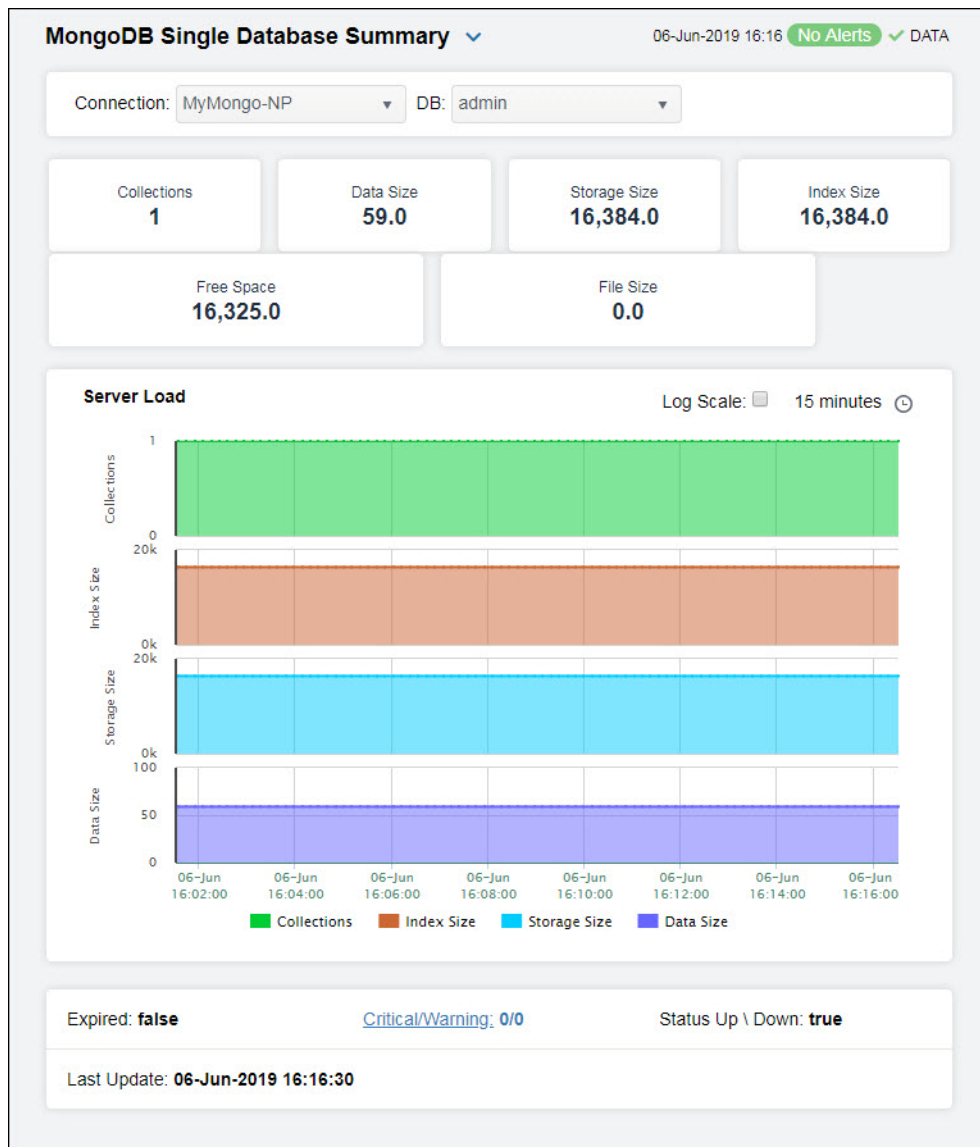 MongoDB Single Database Summary
06-Jun-2019 16:16 No Alerts DATA
Connection: MyMongo-NP DB: admin
Collections
1
Data Size
59.0
Storage Size
16,384.0
Index Size
16,384.0
Free Space
16,325.0
File Size
0.0
Server Load
Log Scale: 15 minutes
Collections
1
0
Index Size
20k
0k
Storage Size
20k
0k
Data Size
100
50
0
06-Jun 06-Jun 06-Jun 06-Jun 06-Jun 06-Jun 06-Jun 06-Jun
16:02:00 16:04:00 16:06:00 16:08:00 16:10:00 16:12:00 16:14:00 16:16:00
Collections Index Size Storage Size Data Size
Expired: false Critical/Warning: 0/0 Status Up \ Down: true
Last Update: 06-Jun-2019 16:16:30